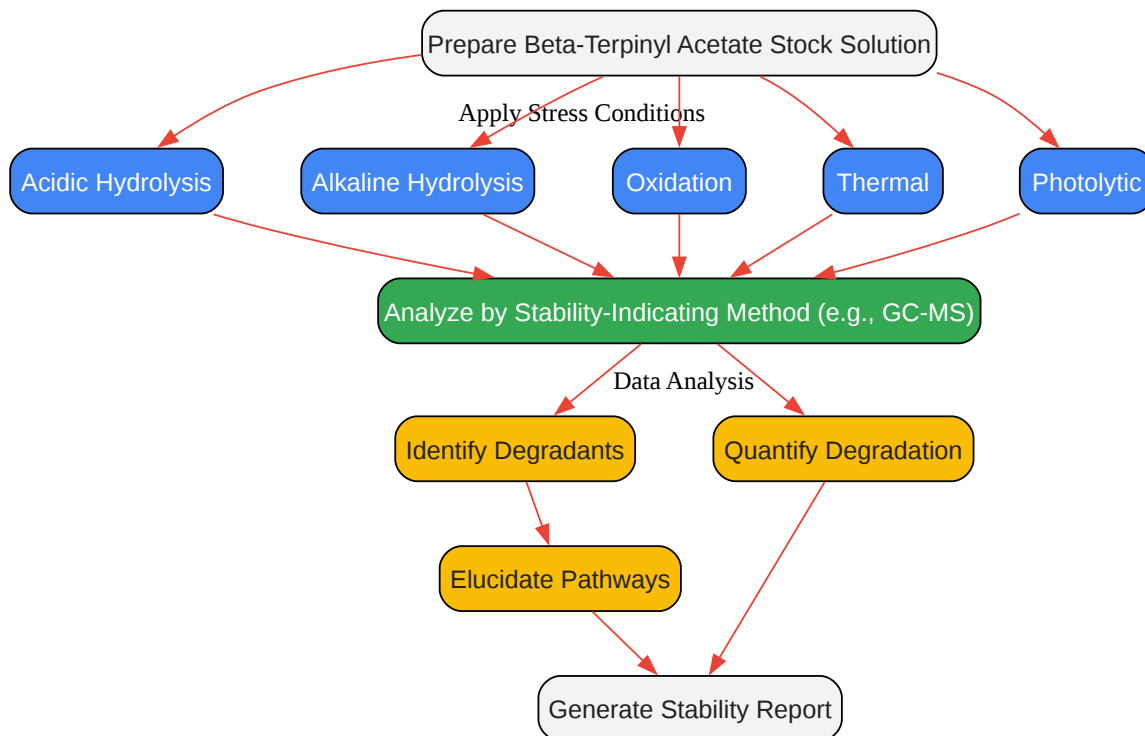 Prepare Beta-Terpinyl Acetate Stock Solution
Apply Stress Conditions
Acidic Hydrolysis
Alkaline Hydrolysis
Oxidation
Thermal
Photolytic
Analyze by Stability-Indicating Method (e.g., GC-MS)
Data Analysis
Identify Degradants
Quantify Degradation
Elucidate Pathways
Generate Stability Report